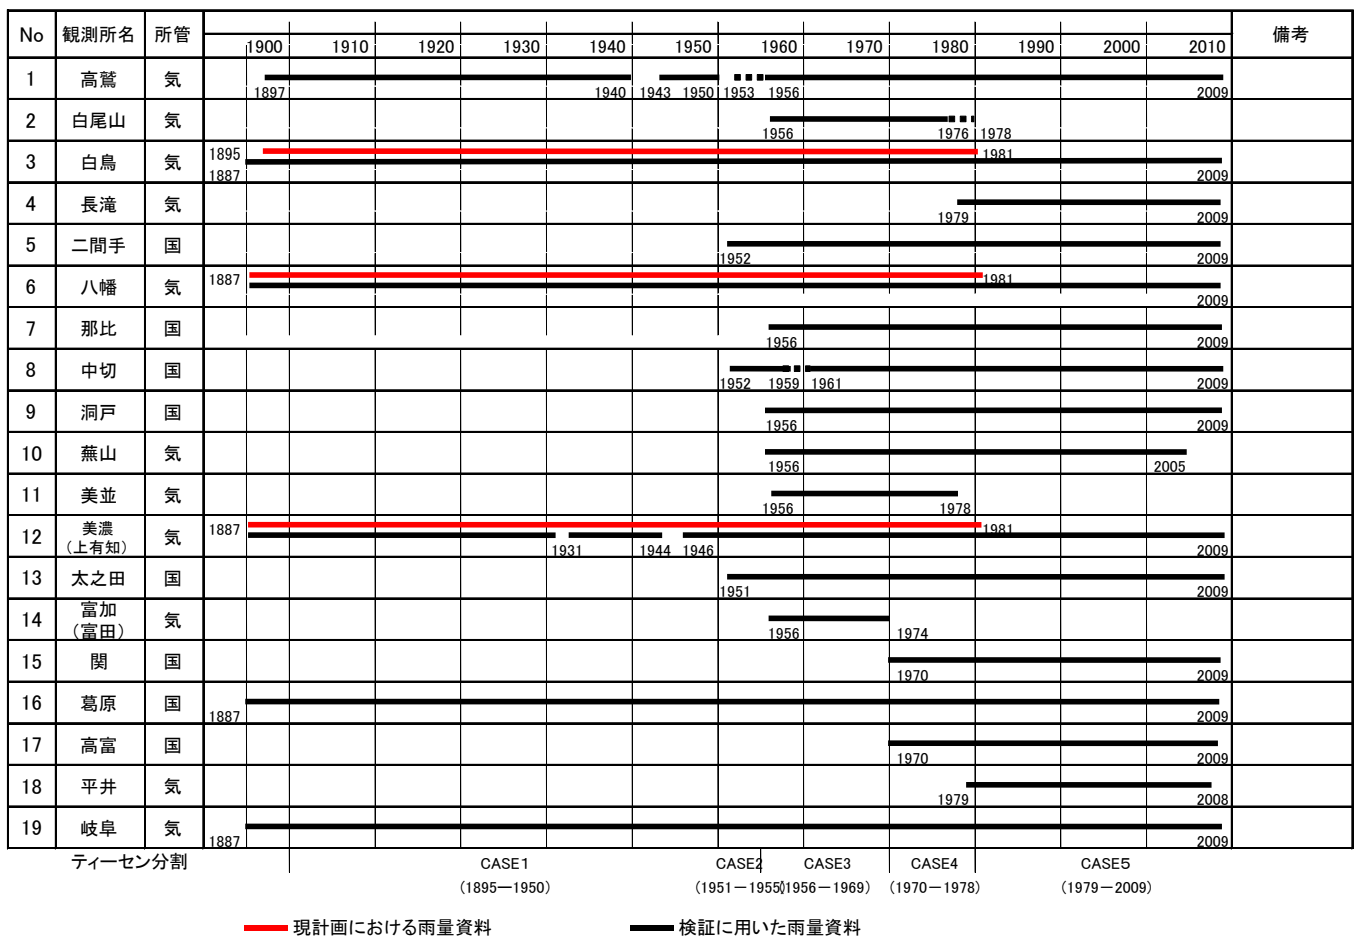 No 観測所名 所管 1900 1910 1920 1930 1940 1950 1960 1970 1980 1990 2000 2010 備考
1 高鷲 気 1897 1940 1943 1950 1953 1956 2009
2 白尾山 気 1956 1976 1978
3 白鳥 気 1895 1981
1887 2009
4 長滝 気 1979 2009
5 二間手 国 1952 2009
6 八幡 気 1887 1981
2009
7 那比 国 1956 2009
8 中切 国 1952 1959 1961 2009
9 洞戸 国 1956 2009
10 蕪山 気 1956 2005
11 美並 気 1956 1978
12 美濃 気 1887 1981
（上有知） 1931 1944 1946 2009
13 太之田 国 1951 2009
14 富加 気
（富田） 1956 1974
15 関 国 1970 2009
16 葛原 国 1887 2009
17 高富 国 1970 2009
18 平井 気 1979 2008
19 岐阜 気 1887 2009
ティーセン分割 CASE1 CASE2 CASE3 CASE4 CASE5
（1895－1950） （1951－1955） （1956－1969） （1970－1978） （1979－2009）
現計画における雨量資料 検証に用いた雨量資料